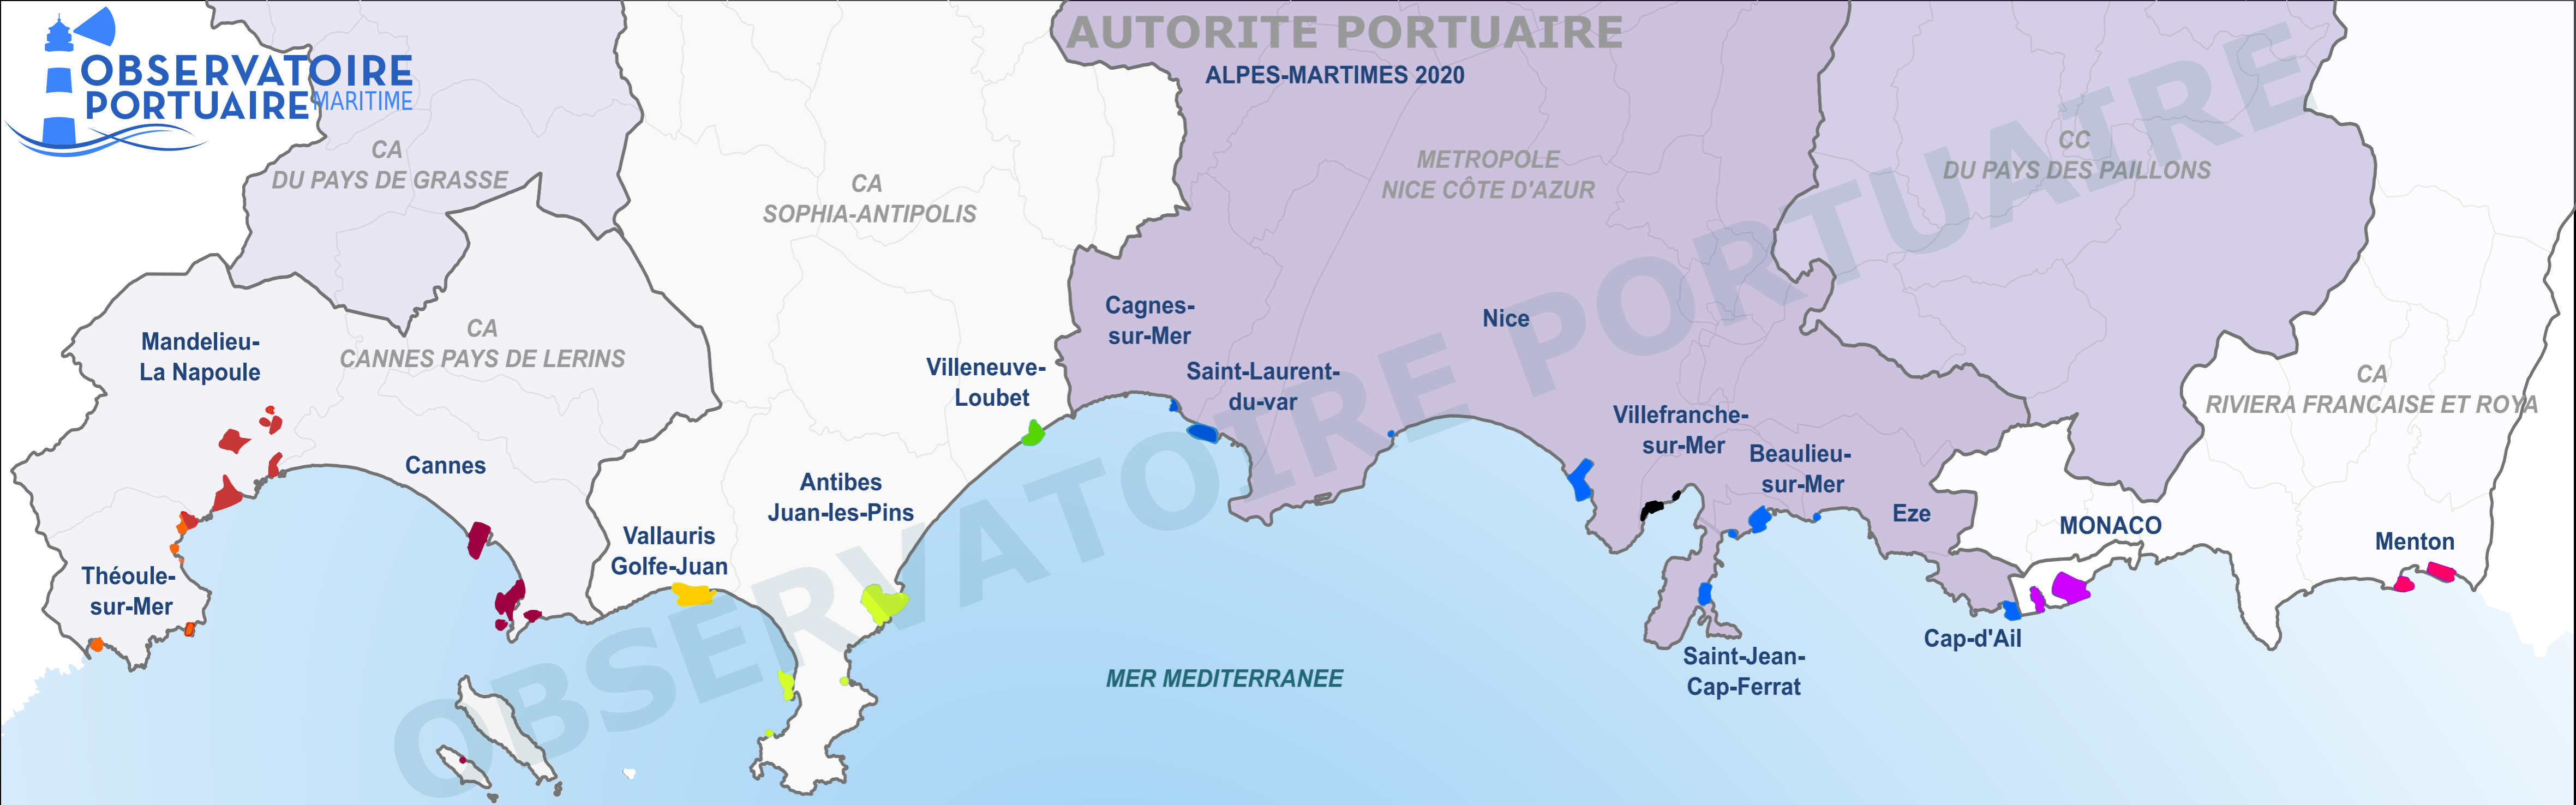 OBSERVATOIRE
PORTUAIRE MARITIME
AUTORITE PORTUAIRE
ALPES-MARTIMES 2020
CA
DU PAYS DE GRASSE
CA
SOPHIA-ANTIPOLIS
METROPOLE
NICE CÔTE D'AZUR
CC
DU PAYS DES PAILLONS
CA
CANNES PAYS DE LERINS
CA
RIVIERA FRANCAISE ET ROYA
Mandelieu-
La Napoule
Cannes
Théoule-
sur-Mer
Vallauris
Golfe-Juan
Antibes
Juan-les-Pins
Villeneuve-
Loubet
Cagnes-
sur-Mer
Saint-Laurent-
du-var
Nice
Villefranche-
sur-Mer
Beaulieu-
sur-Mer
Eze
MONACO
Menton
Saint-Jean-
Cap-Ferrat
Cap-d'Ail
MER MEDITERRANEE
OBSERVATOIRE PORTUAIRE